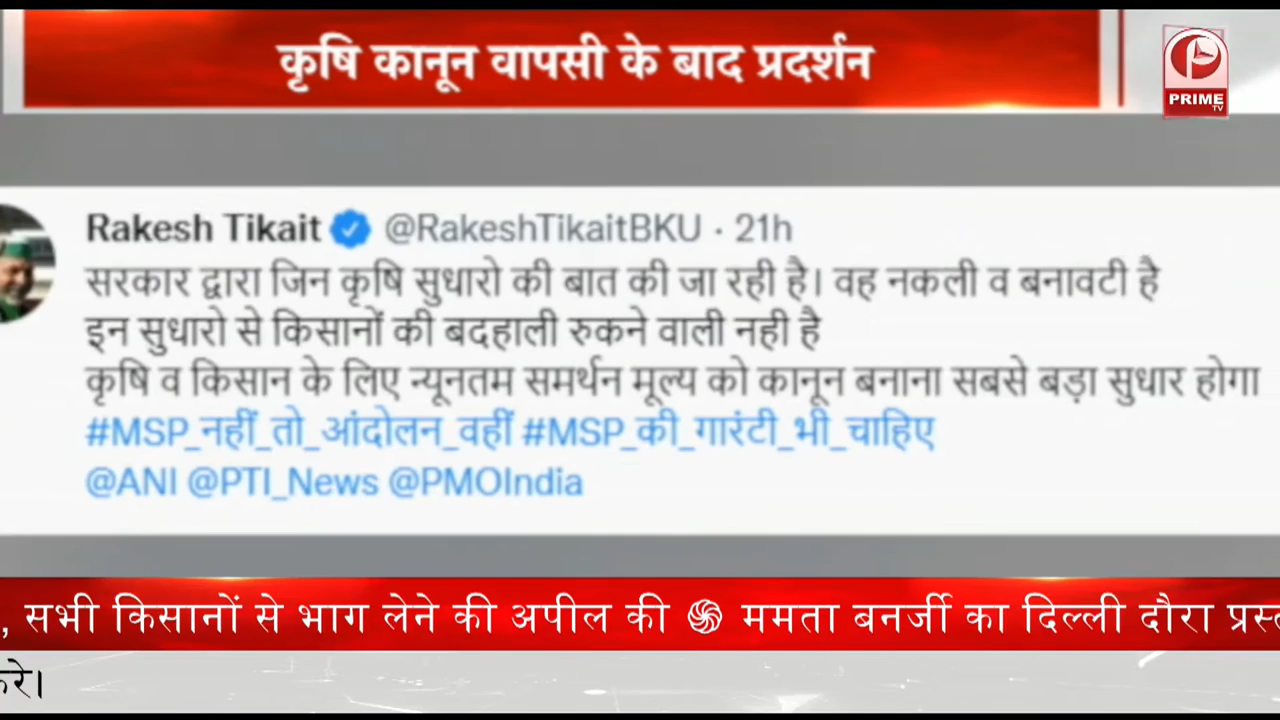 कृषि कानून वापसी के बाद प्रदर्शन
PRIME
TV
Rakesh Tikait @RakeshTikaitBKU · 21h
सरकार द्वारा जिन कृषि सुधारो की बात की जा रही है। वह नकली व बनावटी है
इन सुधारो से किसानों की बदहाली रुकने वाली नही है
कृषि व किसान के लिए न्यूनतम समर्थन मूल्य को कानून बनाना सबसे बड़ा सुधार होगा
#MSP_नहीं_तो_आंदोलन_वहीं #MSP_की_गारंटी_भी_चाहिए
@ANI @PTI_News @PMOIndia
, सभी किसानों से भाग लेने की अपील की ममता बनर्जी का दिल्ली दौरा